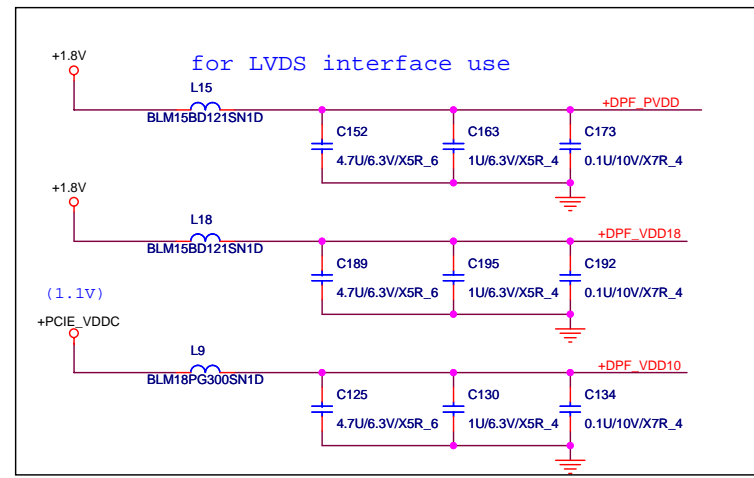 for LVDS interface use
+1.8V
L15
BLM15BD121SN1D
+DPF_PVDD
C152
C163
C173
4.7U/6.3V/X5R_6
1U/6.3V/X5R_4
0.1U/10V/X7R_4
+1.8V
L18
BLM15BD121SN1D
+DPF_VDD18
C189
C195
C192
4.7U/6.3V/X5R_6
1U/6.3V/X5R_4
0.1U/10V/X7R_4
(1.1V)
+PCIE_VDDC
L9
BLM18PG300SN1D
+DPF_VDD10
C125
C130
C134
4.7U/6.3V/X5R_6
1U/6.3V/X5R_4
0.1U/10V/X7R_4